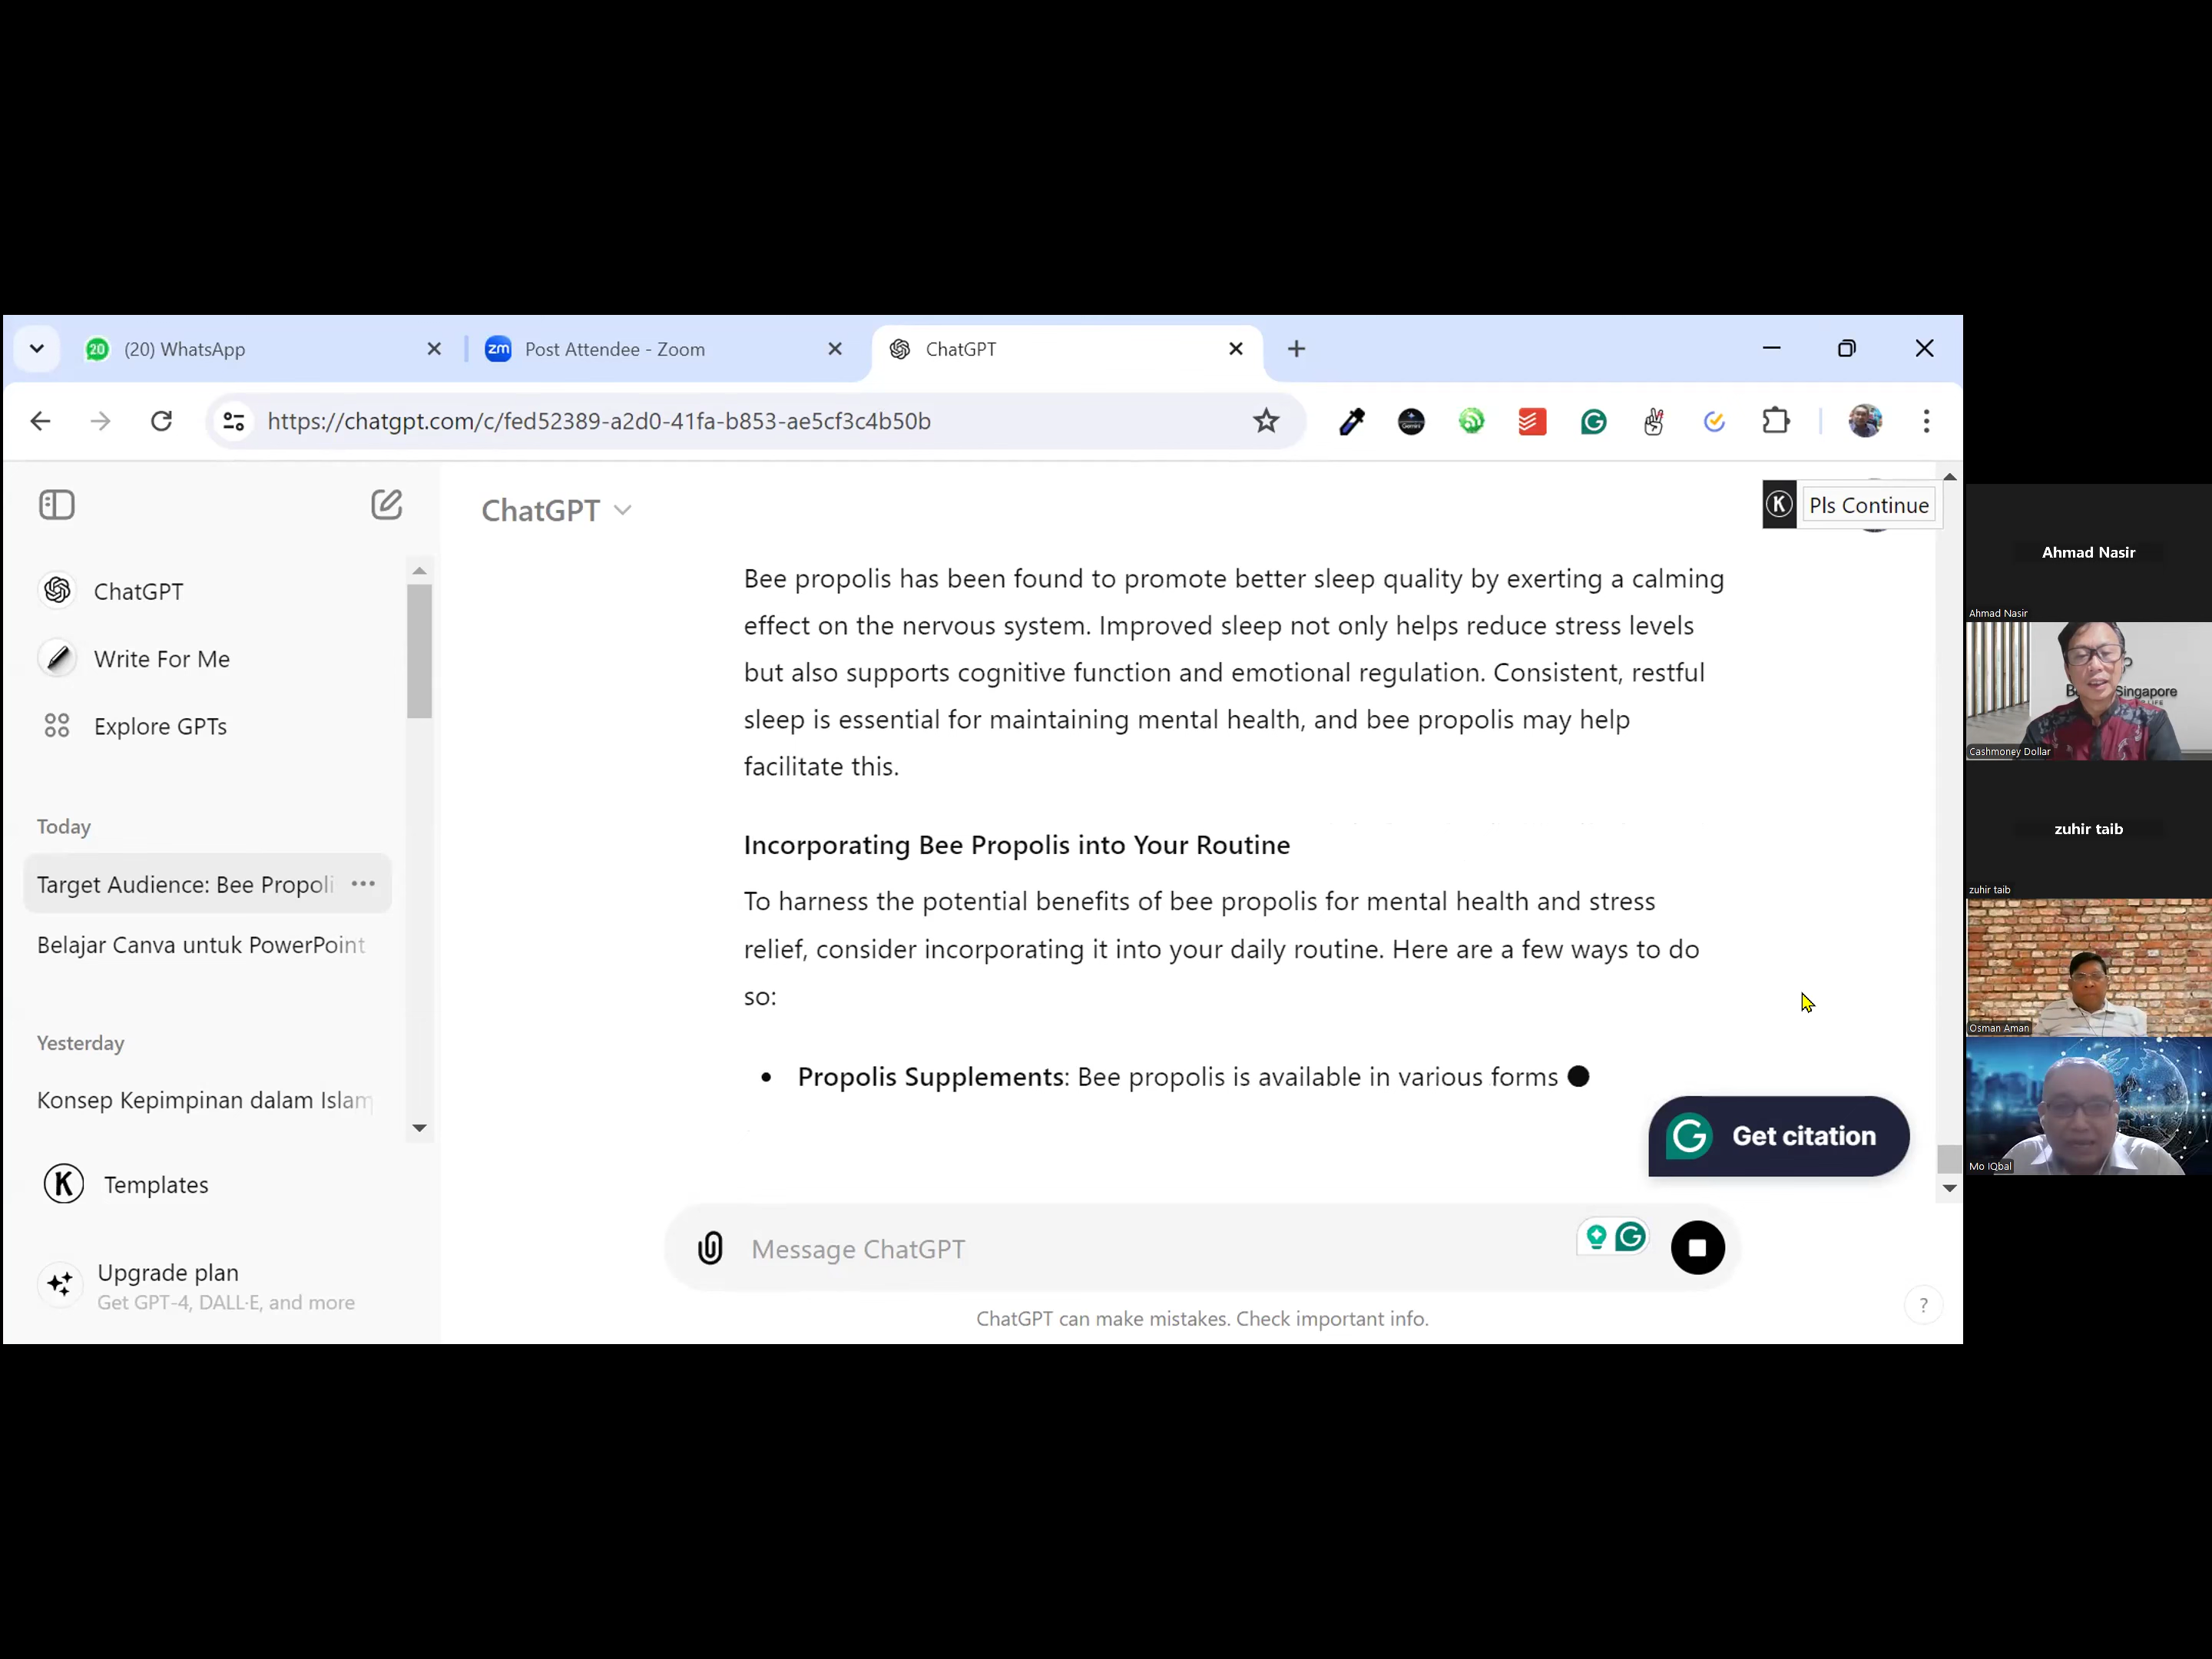 20
(20) WhatsApp
zm
Post Attendee - Zoom
ChatGPT
https://chatgpt.com/c/fed52389-a2d0-41fa-b853-ae5cf3c4b50b
ChatGPT
Write For Me
Explore GPTs
Today
Target Audience: Bee Propoli
Belajar Canva untuk PowerPoint
Yesterday
Konsep Kepimpinan dalam Islam
K
Templates
Upgrade plan
Get GPT-4, DALL·E, and more
ChatGPT
K
Pls Continue
Bee propolis has been found to promote better sleep quality by exerting a calming
effect on the nervous system. Improved sleep not only helps reduce stress levels
but also supports cognitive function and emotional regulation. Consistent, restful
sleep is essential for maintaining mental health, and bee propolis may help
facilitate this.
Incorporating Bee Propolis into Your Routine
To harness the potential benefits of bee propolis for mental health and stress
relief, consider incorporating it into your daily routine. Here are a few ways to do
so:
• Propolis Supplements: Bee propolis is available in various forms
G Get citation
Message ChatGPT
ChatGPT can make mistakes. Check important info.
?
Ahmad Nasir
Ahmad Nasir
Singapore
Cashmoney Dollar
zuhir taib
zuhir taib
Osman Aman
Mo IQbal